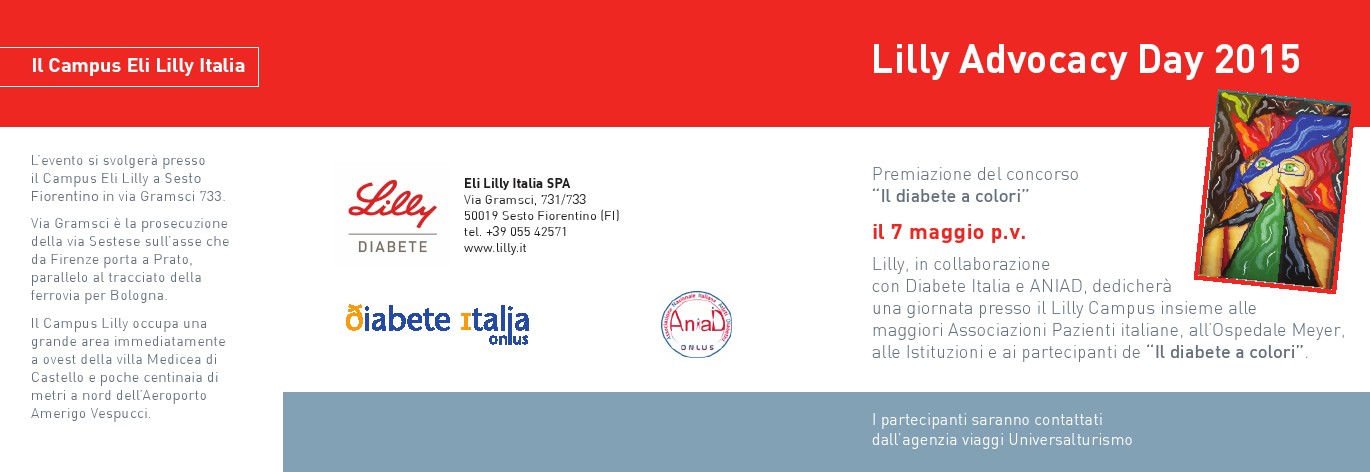 Il Campus Eli Lilly Italia
L'evento si svolgerà presso
il Campus Eli Lilly a Sesto
Fiorentino in via Gramsci 733.
Via Gramsci è la prosecuzione
della via Sestese sull'asse che
da Firenze porta a Prato,
parallelo al tracciato della
ferrovia per Bologna.
Il Campus Lilly occupa una
grande area immediatamente
a ovest della villa Medicea di
Castello e poche centinaia di
metri a nord dell'Aeroporto
Amerigo Vespucci.
Lilly
DIABETE
Eli Lilly Italia SPA
Via Gramsci, 731/733
50019 Sesto Fiorentino (FI)
tel. +39 055 42571
www.lilly.it
diabete Italia
onlus
Associazione Nazionale Italiana Atleti Diabetici
AniaD
ONLUS
Lilly Advocacy Day 2015
Premiazione del concorso
“Il diabete a colori”
il 7 maggio p.v.
Lilly, in collaborazione
con Diabete Italia e ANIAD, dedicherà
una giornata presso il Lilly Campus insieme alle
maggiori Associazioni Pazienti italiane, all'Ospedale Meyer,
alle Istituzioni e ai partecipanti de “Il diabete a colori”.
I partecipanti saranno contattati
dall'agenzia viaggi Universalturismo